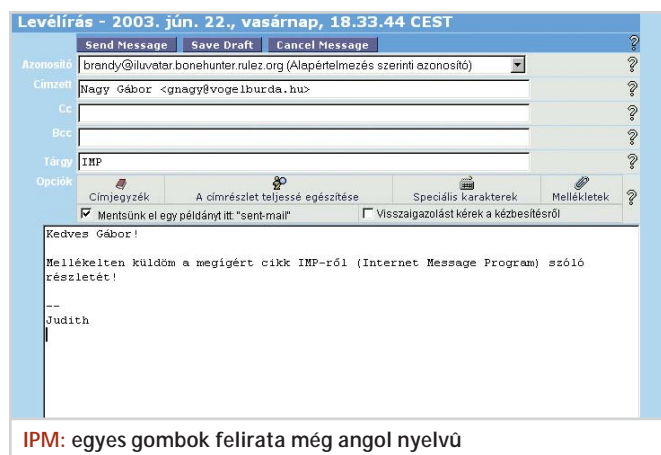 Levélírás - 2003. jún. 22., vasárnap, 18.33.44 CEST
Send Message Save Draft Cancel Message ?
Azonosító brandy@iluvatar.bonehunter.rulez.org (Alapértelmezés szerinti azonosító) ?
Címzett Nagy Gábor <gnagy@vogelburda.hu> ?
Cc ?
Bcc ?
Tárgy IMP ?
Opciók
Címjegyzék A címrészlet teljessé egészítése Speciális karakterek Mellékletek ?
Mentsünk el egy példányt itt: "sent-mail" Visszaigazolást kérek a kézbesítésről
Kedves Gábor!
Mellékelten küldöm a megígért cikk IMP-ről (Internet Message Program) szóló
részletét!
--
Judith
IPM: egyes gombok felirata még angol nyelvû